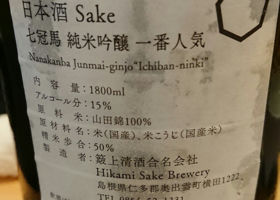 日本酒 Sake
七冠馬 純米吟醸 一番人気
Nanakanba Junmai-ginjo "Ichiban-ninki"
内容量:1800ml
アルコール分:15%
原料米:山田錦100%
原材料名:米(国産)、米こうじ(国産米)
精米歩合:50%
製造者:簸上清酒合名会社
Hikami Sake Brewery
島根県仁多郡奥出雲町横田1222